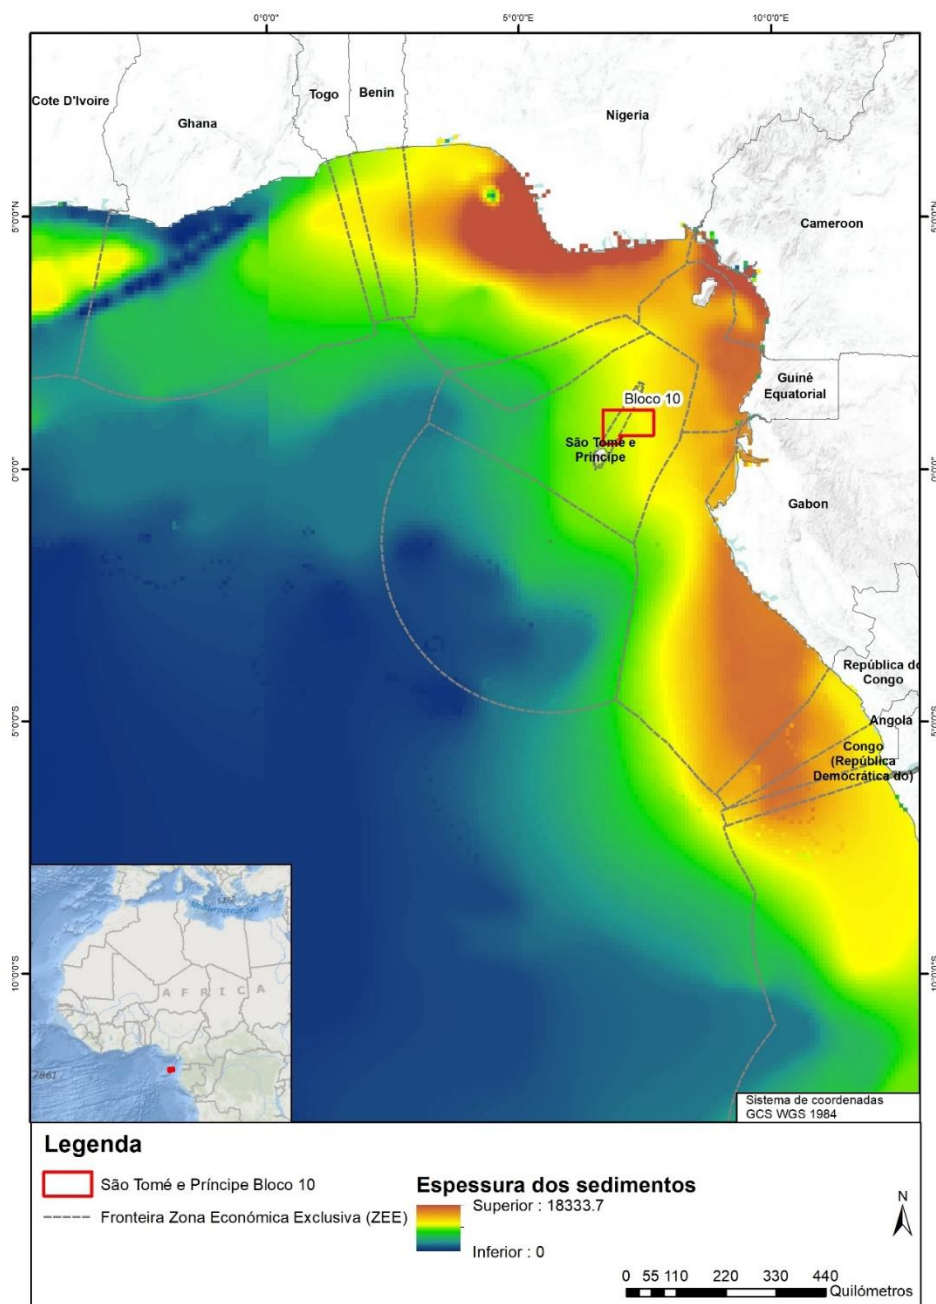 0°0'0" 5°0'0"E 10°0'0"E
Cote D'Ivoire
Ghana
Togo
Benin
Nigeria
Cameroon
5°0'0"N
5°0'0"N
Guiné
Equatorial
Bloco 10
São Tomé e
Príncipe
0°0'0"
0°0'0"
Gabon
República do
Congo
Angola
5°0'0"S
5°0'0"S
Congo
(República
Democrática do)
10°0'0"S
10°0'0"S
Mediterranean Sea
A F R I C A
Sistema de coordenadas
GCS WGS 1984
Legenda
São Tomé e Príncipe Bloco 10
Fronteira Zona Económica Exclusiva (ZEE)
Espessura dos sedimentos
Superior : 18333.7
Inferior : 0
N
0 55 110 220 330 440
Quilómetros